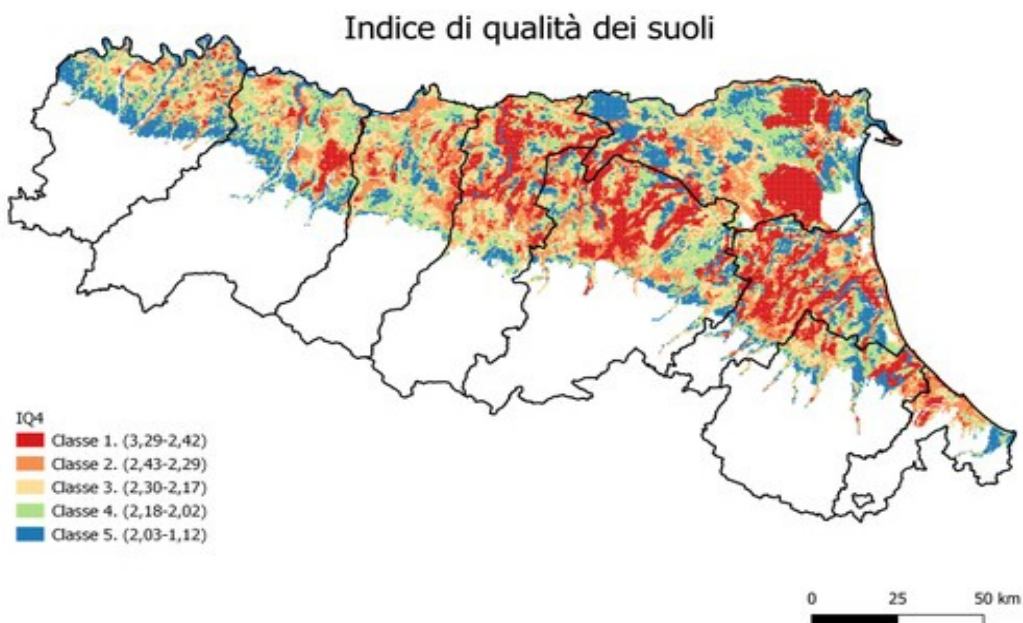 Indice di qualità dei suoli
IQ4
Classe 1. (3,29-2,42)
Classe 2. (2,43-2,29)
Classe 3. (2,30-2,17)
Classe 4. (2,18-2,02)
Classe 5. (2,03-1,12)
0 25 50 km